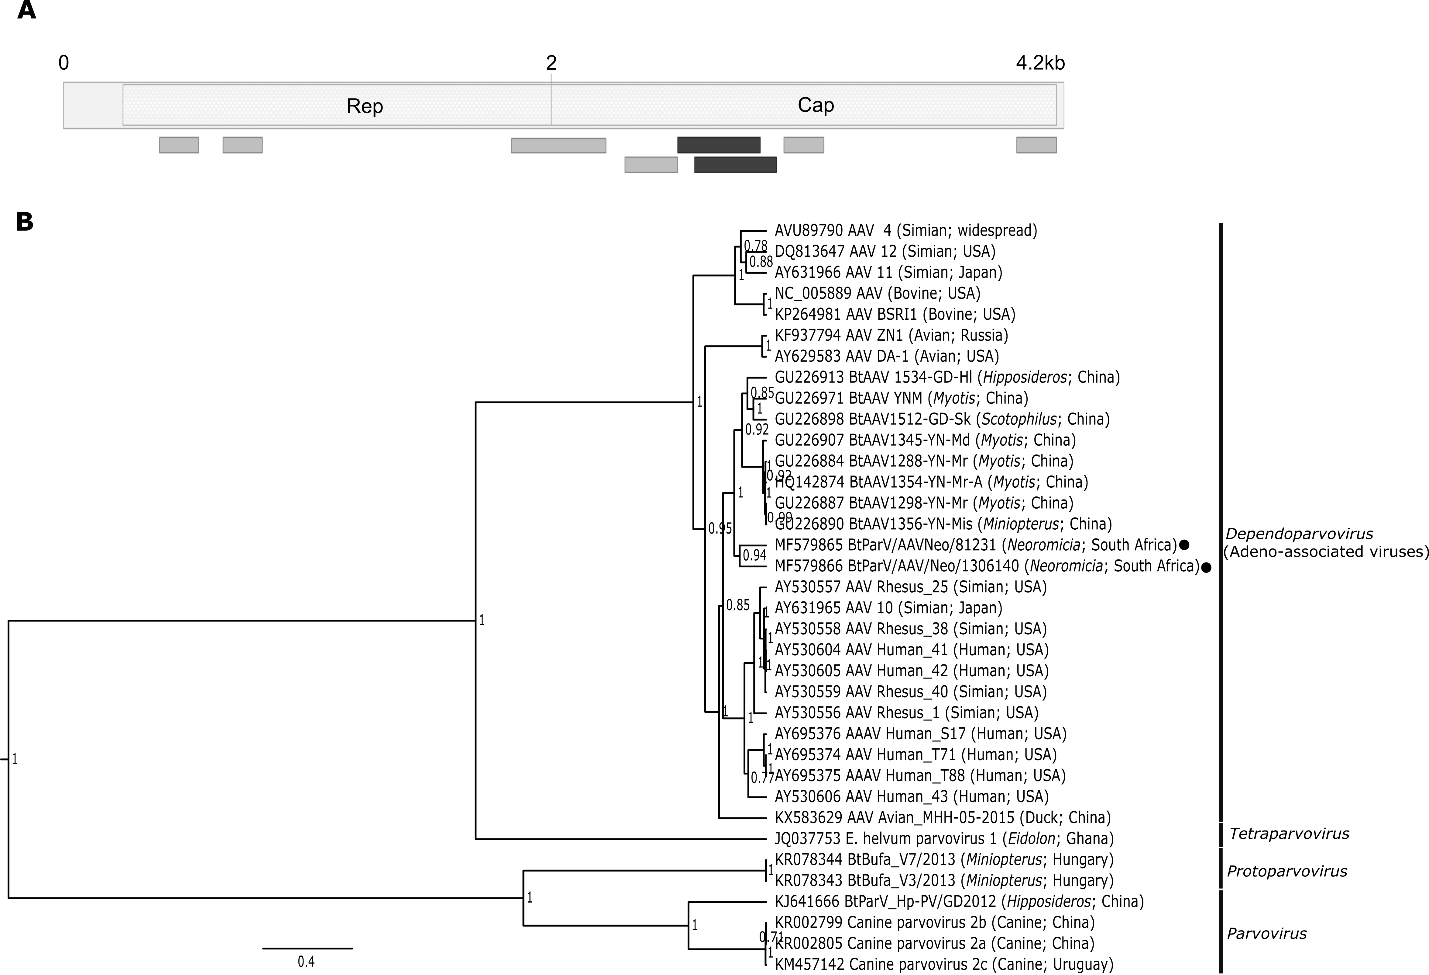 A
0 2 4.2kb
Rep Cap
B
AVU89790 AAV 4 (Simian; widespread)
0.78
DQ813647 AAV 12 (Simian; USA)
0.88
AY631966 AAV 11 (Simian; Japan)
1
NC_005889 AAV (Bovine; USA)
1
KP264981 AAV BSRI1 (Bovine; USA)
KF937794 AAV ZN1 (Avian; Russia)
1
AY629583 AAV DA-1 (Avian; USA)
GU226913 BtAAV 1534-GD-Hl (Hipposideros; China)
0.85
GU226971 BtAAV YNM (Myotis; China)
1
1
GU226898 BtAAV1512-GD-Sk (Scotophilus; China)
0.92
GU226907 BtAAV1345-YN-Md (Myotis; China)
GU226884 BtAAV1288-YN-Mr (Myotis; China)
1
0.92
HQ142874 BtAAV1354-YN-Mr-A (Myotis; China)
1
1
GU226887 BtAAV1298-YN-Mr (Myotis; China)
0.99
GU226890 BtAAV1356-YN-Mis (Miniopterus; China)
0.95
Dependoparvovirus
MF579865 BtParV/AAVNeo/81231 (Neoromicia; South Africa)
(Adeno-associated viruses)
0.94
MF579866 BtParV/AAV/Neo/1306140 (Neoromicia; South Africa)
AY530557 AAV Rhesus_25 (Simian; USA)
0.85
AY631965 AAV 10 (Simian; Japan)
1
1
AY530558 AAV Rhesus_38 (Simian; USA)
1
AY530604 AAV Human_41 (Human; USA)
1
1
AY530605 AAV Human_42 (Human; USA)
AY530559 AAV Rhesus_40 (Simian; USA)
1
1
AY530556 AAV Rhesus_1 (Simian; USA)
AY695376 AAAV Human_S17 (Human; USA)
1
AY695374 AAV Human_T71 (Human; USA)
1
1
0.77
AY695375 AAAV Human_T88 (Human; USA)
AY530606 AAV Human_43 (Human; USA)
KX583629 AAV Avian_MHH-05-2015 (Duck; China)
JQ037753 E. helvum parvovirus 1 (Eidolon; Ghana)
Tetraparvovirus
KR078344 BtBufa_V7/2013 (Miniopterus; Hungary)
1
Protoparvovirus
KR078343 BtBufa_V3/2013 (Miniopterus; Hungary)
1
KJ641666 BtParV_Hp-PV/GD2012 (Hipposideros; China)
1
KR002799 Canine parvovirus 2b (Canine; China)
0.71
Parvovirus
KR002805 Canine parvovirus 2a (Canine; China)
1
KM457142 Canine parvovirus 2c (Canine; Uruguay)
0.4